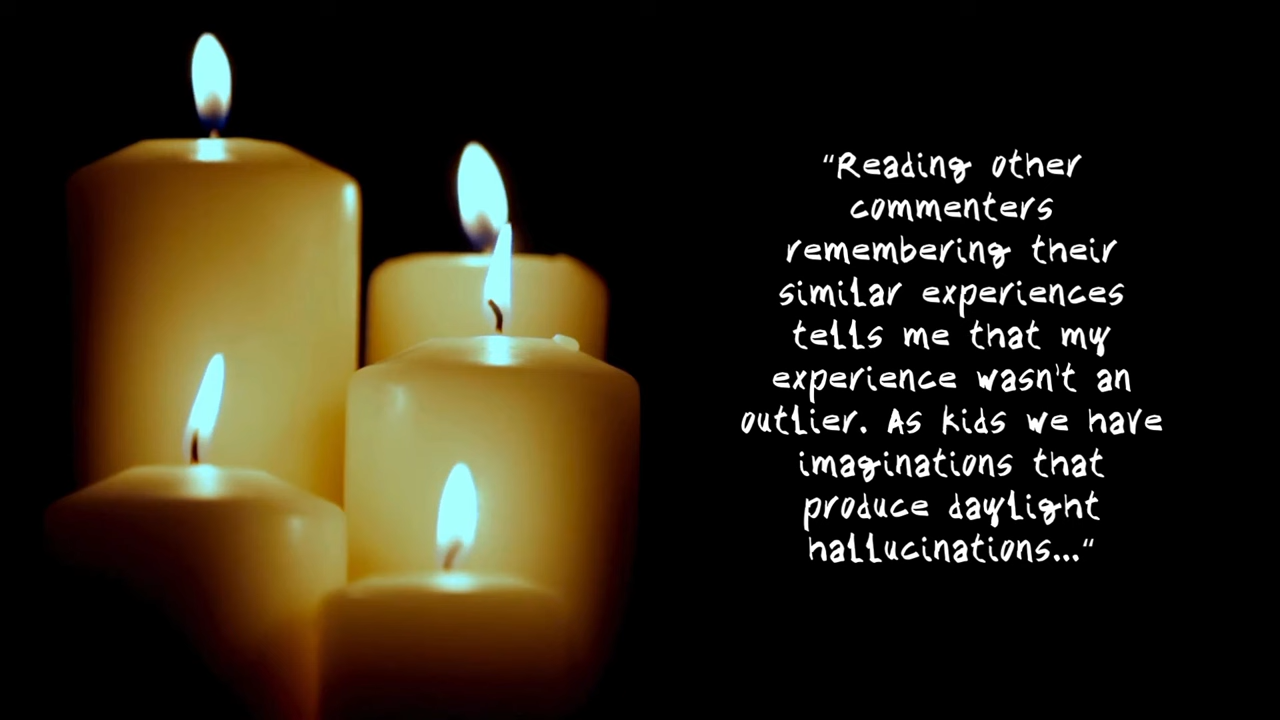 “Reading other
commenters
remembering their
similar experiences
tells me that my
experience wasn't an
outlier. As kids we have
imaginations that
produce daylight
hallucinations...“